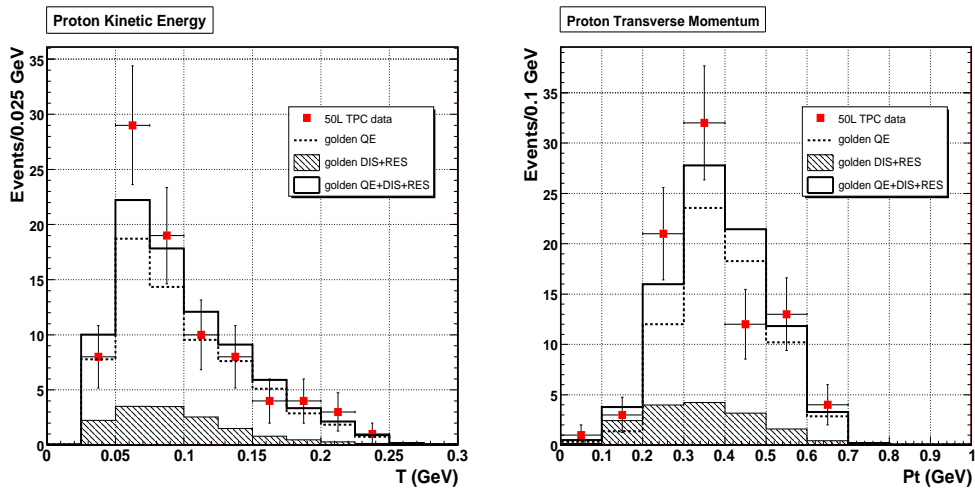 Proton Kinetic Energy
Events/0.025 GeV
35
30
25
20
15
10
5
0
50L TPC data
golden QE
golden DIS+RES
golden QE+DIS+RES
0 0.05 0.1 0.15 0.2 0.25 0.3
T (GeV)
Proton Transverse Momentum
Events/0.1 GeV
35
30
25
20
15
10
5
0
50L TPC data
golden QE
golden DIS+RES
golden QE+DIS+RES
0 0.1 0.2 0.3 0.4 0.5 0.6 0.7 0.8 0.9 1
Pt (GeV)